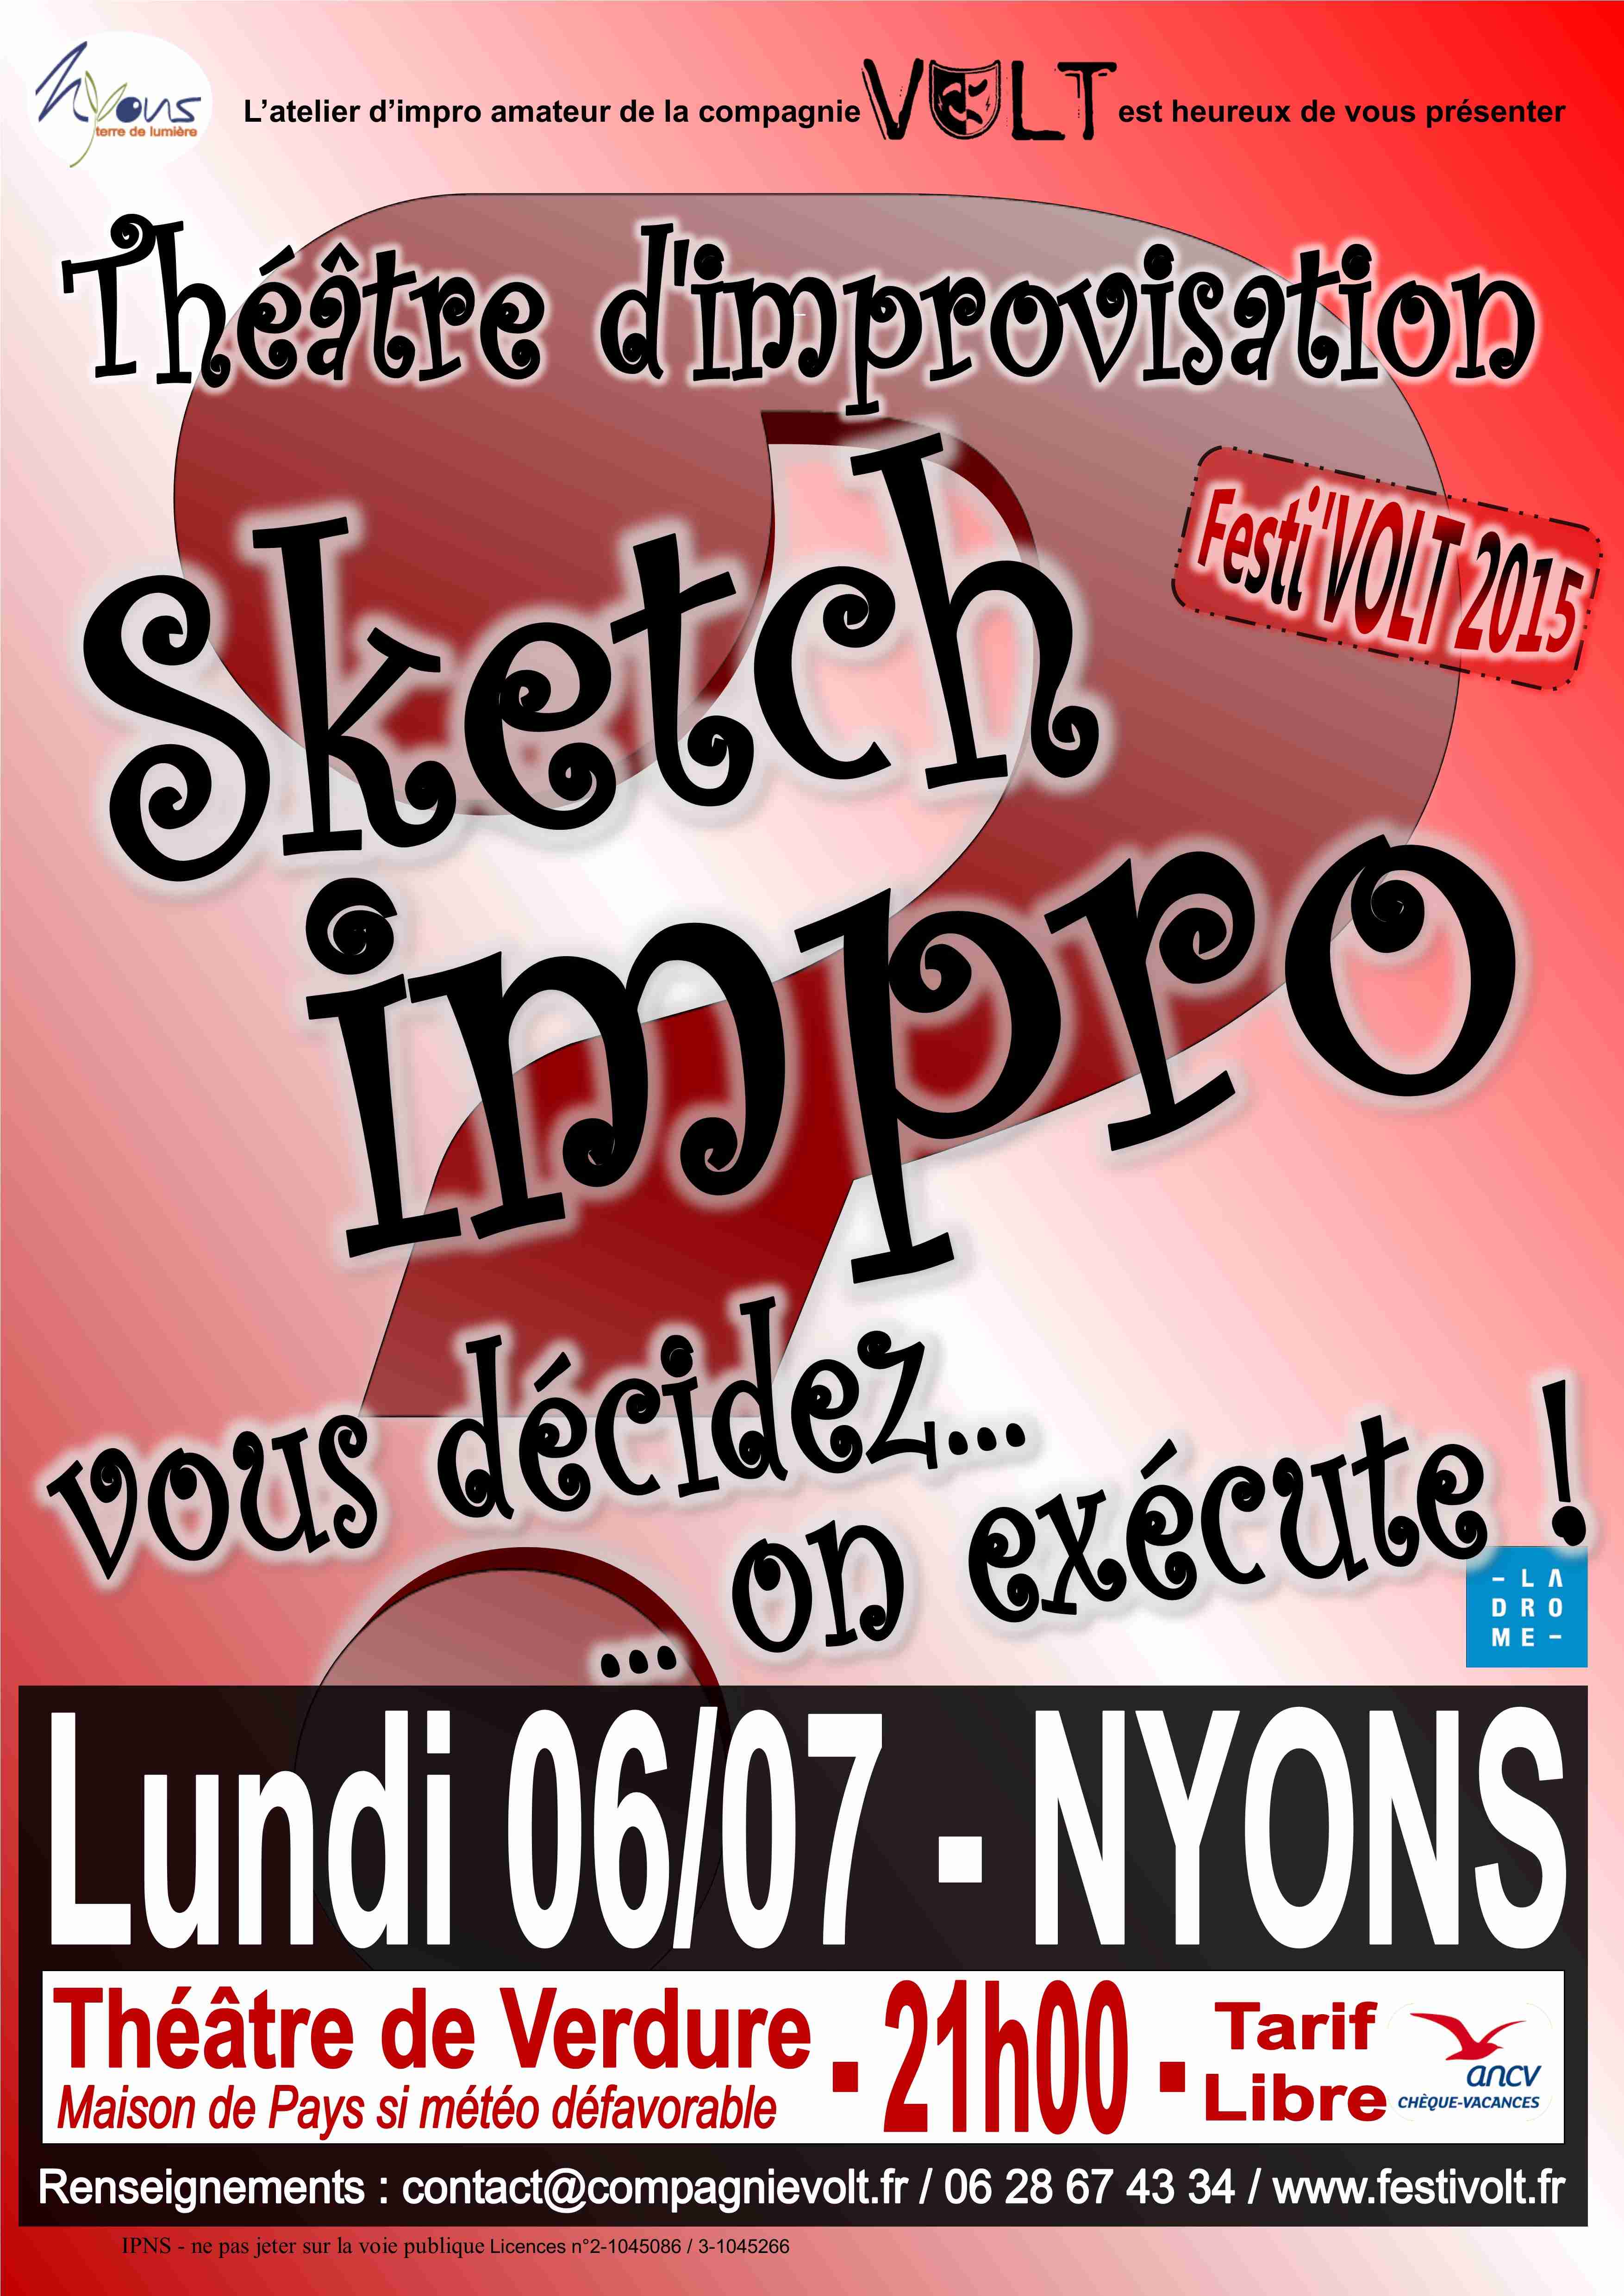 nyons
terre de lumière
L'atelier d'impro amateur de la compagnie VOLT est heureux de vous présenter
Théâtre d'improvisation
Festi'VOLT 2015
Sketch
impro
vous décidez...
... on exécute !
- L A
D R O
M E -
Lundi 06/07 - NYONS
Théâtre de Verdure - 21h00 - Tarif Libre
Maison de Pays si météo défavorable
ancv
CHÈQUE-VACANCES
Renseignements : contact@compagnievolt.fr / 06 28 67 43 34 / www.festivolt.fr
IPNS - ne pas jeter sur la voie publique Licences n°2-1045086 / 3-1045266